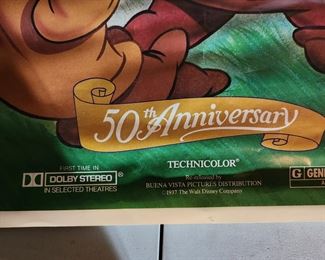 50th Anniversary
FIRST TIME IN
DOLBY STEREO®
IN SELECTED THEATRES
TECHNICOLOR®
Re-released by
BUENA VISTA PICTURES DISTRIBUTION
©1937 The Walt Disney Company
G